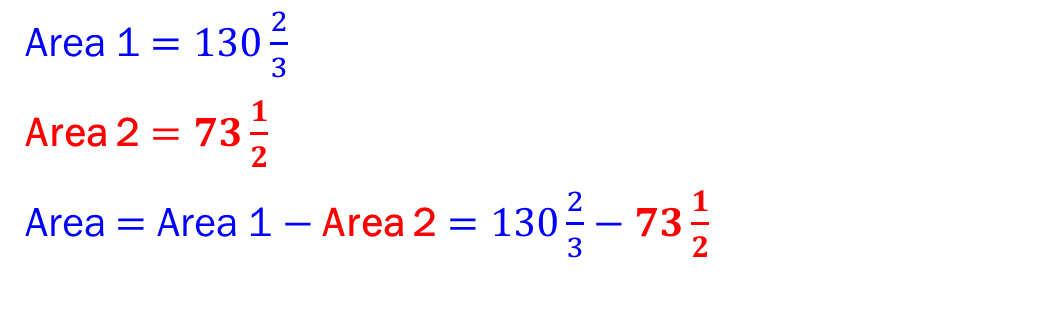 Area 1 = 130 2/3
Area 2 = 73 1/2
Area = Area 1 − Area 2 = 130 2/3 − 73 1/2